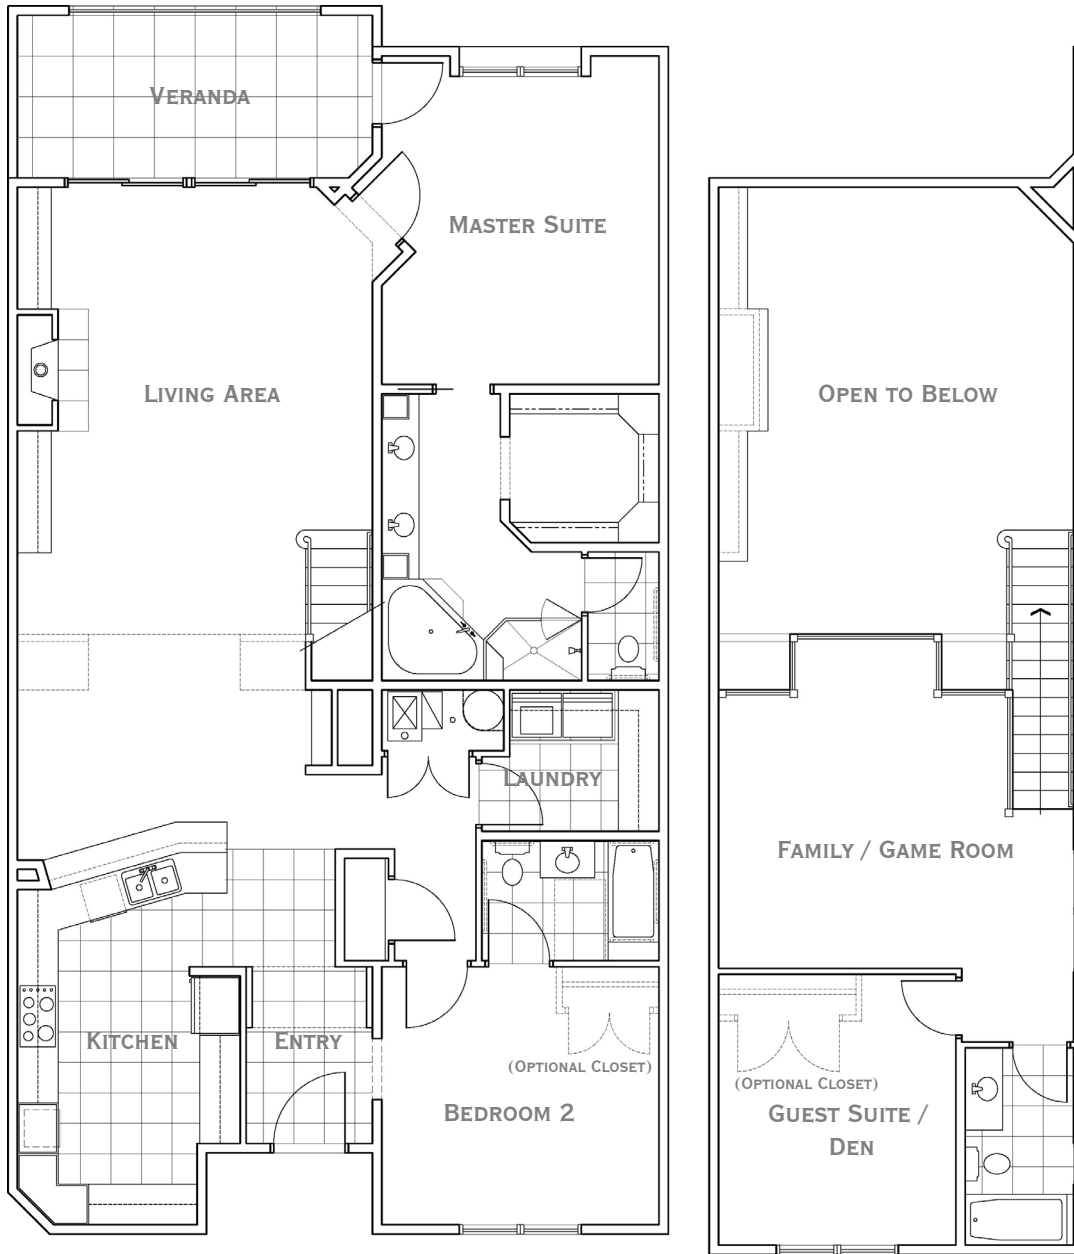 Veranda
Master Suite
Living Area
Open to Below
Laundry
Family / Game Room
Kitchen
Entry
(Optional Closet)
Bedroom 2
(Optional Closet)
Guest Suite /
Den